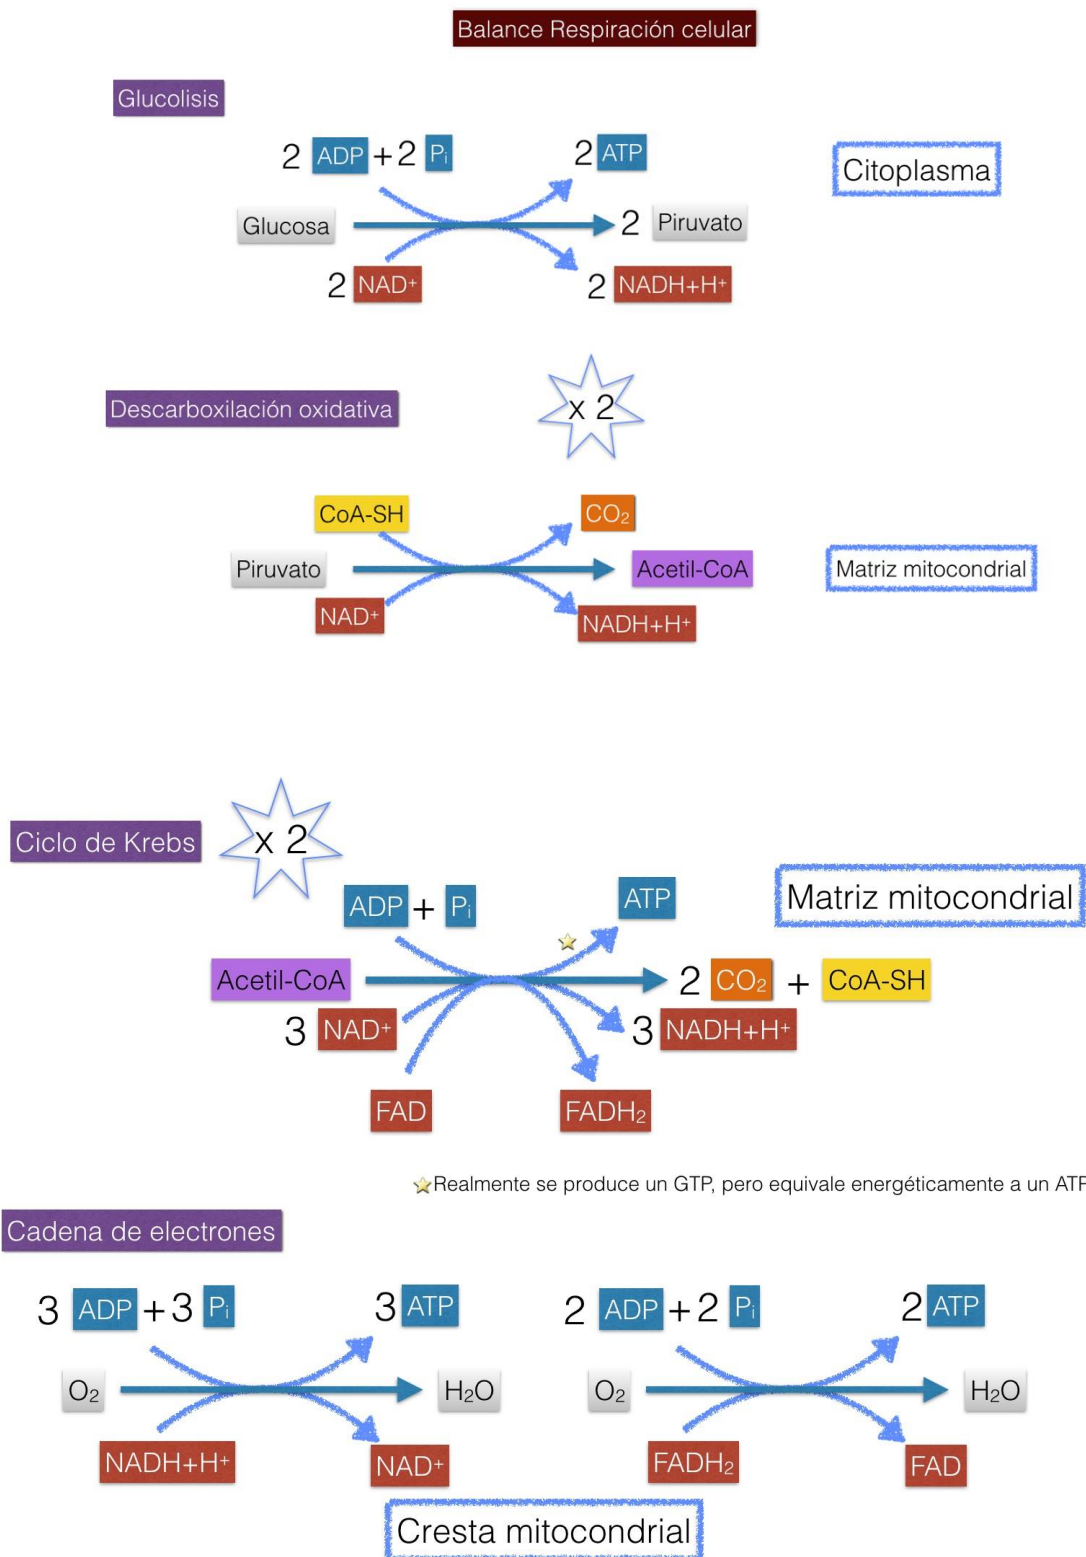 Balance Respiración celular
Glucolisis
2 ADP + 2 Pi 2 ATP
Citoplasma
Glucosa 2 Piruvato
2 NAD+ 2 NADH+H+
Descarboxilación oxidativa x 2
CoA-SH CO2
Piruvato Acetil-CoA Matriz mitocondrial
NAD+ NADH+H+
Ciclo de Krebs x 2
ADP + Pi ATP Matriz mitocondrial
Acetil-CoA 2 CO2 + CoA-SH
3 NAD+ 3 NADH+H+
FAD FADH2
Realmente se produce un GTP, pero equivale energéticamente a un ATP
Cadena de electrones
3 ADP + 3 Pi 3 ATP 2 ADP + 2 Pi 2 ATP
O2 H2O O2 H2O
NADH+H+ NAD+ FADH2 FAD
Cresta mitocondrial